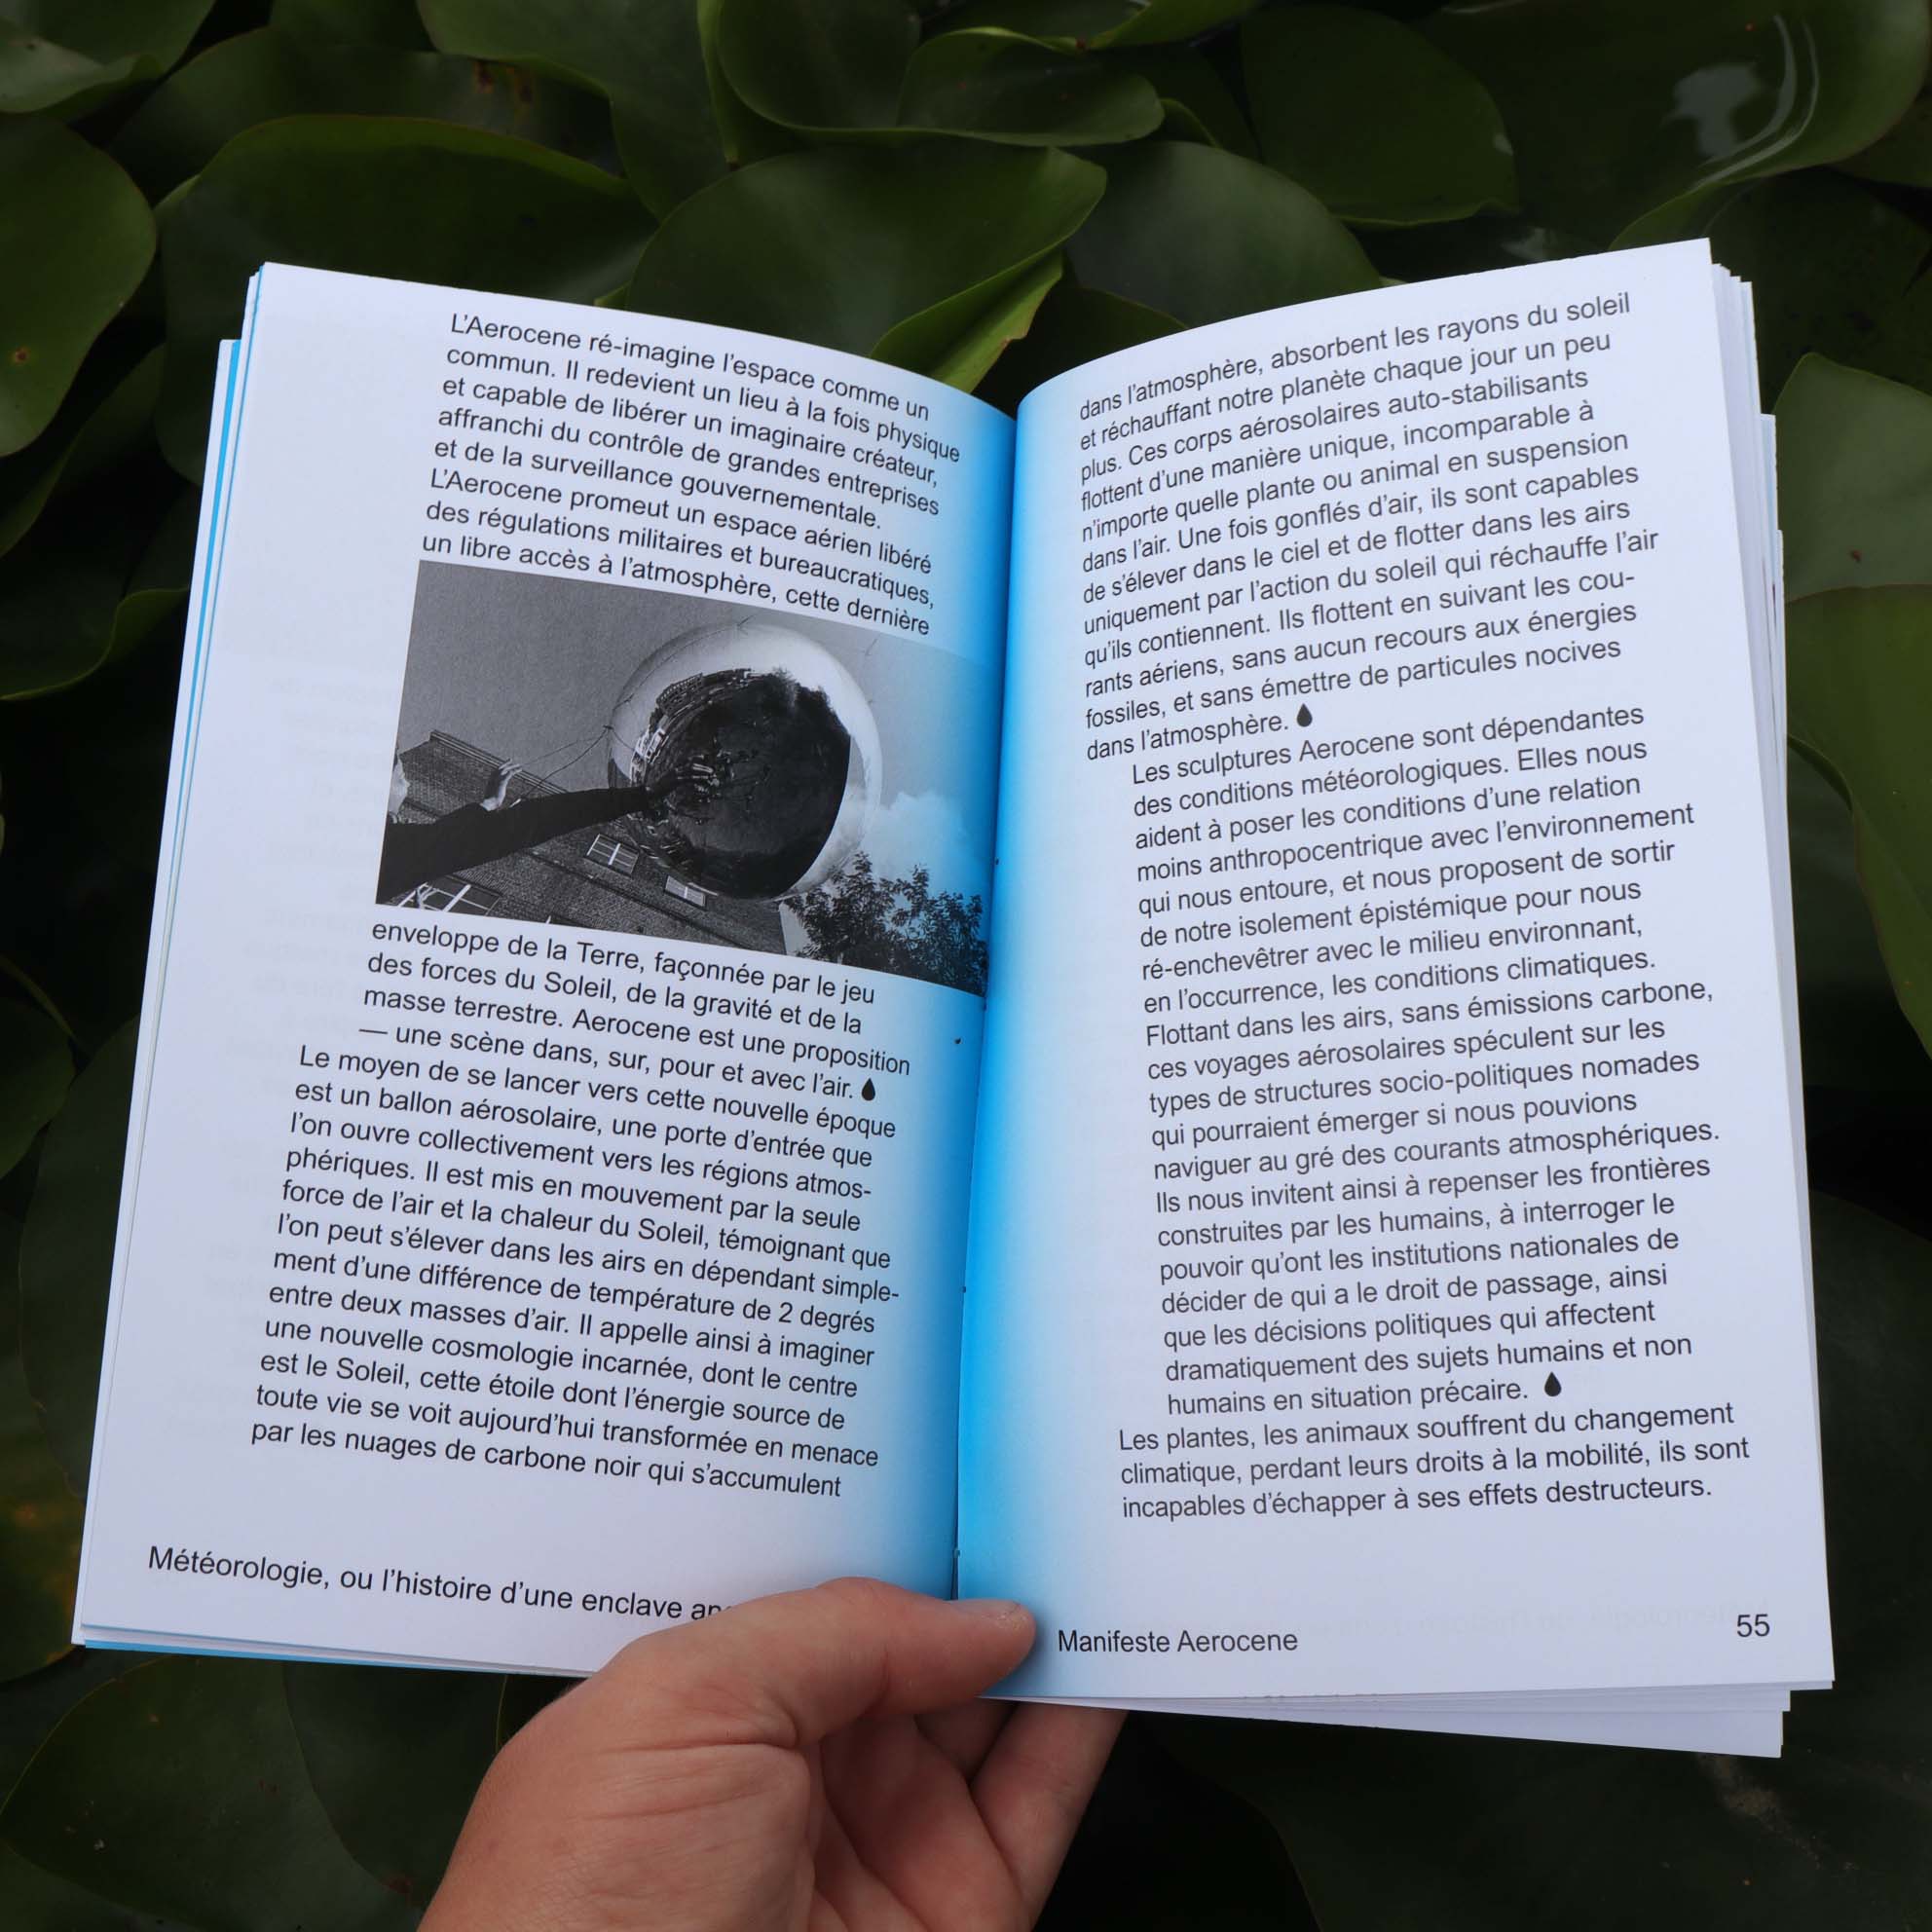 L'Aerocene ré-imagine l'espace comme un
commun. Il redevient un lieu à la fois physique
et capable de libérer un imaginaire créateur,
affranchi du contrôle de grandes entreprises
et de la surveillance gouvernementale.
L'Aerocene promeut un espace aérien libéré
des régulations militaires et bureaucratiques,
un libre accès à l'atmosphère, cette dernière
enveloppe de la Terre, façonnée par le jeu
des forces du Soleil, de la gravité et de la
masse terrestre. Aerocene est une proposition
— une scène dans, sur, pour et avec l'air.
Le moyen de se lancer vers cette nouvelle époque
est un ballon aérosolaire, une porte d'entrée que
l'on ouvre collectivement vers les régions atmos-
phériques. Il est mis en mouvement par la seule
force de l'air et la chaleur du Soleil, témoignant que
l'on peut s'élever dans les airs en dépendant simple-
ment d'une différence de température de 2 degrés
entre deux masses d'air. Il appelle ainsi à imaginer
une nouvelle cosmologie incarnée, dont le centre
est le Soleil, cette étoile dont l'énergie source de
toute vie se voit aujourd'hui transformée en menace
par les nuages de carbone noir qui s'accumulent
Météorologie, ou l'histoire d'une enclave
dans l'atmosphère, absorbent les rayons du soleil
et réchauffant notre planète chaque jour un peu
plus. Ces corps aérosolaires auto-stabilisants
flottent d'une manière unique, incomparable à
n'importe quelle plante ou animal en suspension
dans l'air. Une fois gonflés d'air, ils sont capables
de s'élever dans le ciel et de flotter dans les airs
uniquement par l'action du soleil qui réchauffe l'air
qu'ils contiennent. Ils flottent en suivant les cou-
rants aériens, sans aucun recours aux énergies
fossiles, et sans émettre de particules nocives
dans l'atmosphère.
Les sculptures Aerocene sont dépendantes
des conditions météorologiques. Elles nous
aident à poser les conditions d'une relation
moins anthropocentrique avec l'environnement
qui nous entoure, et nous proposent de sortir
de notre isolement épistémique pour nous
ré-enchevêtrer avec le milieu environnant,
en l'occurrence, les conditions climatiques.
Flottant dans les airs, sans émissions carbone,
ces voyages aérosolaires spéculent sur les
types de structures socio-politiques nomades
qui pourraient émerger si nous pouvions
naviguer au gré des courants atmosphériques.
Ils nous invitent ainsi à repenser les frontières
construites par les humains, à interroger le
pouvoir qu'ont les institutions nationales de
décider de qui a le droit de passage, ainsi
que les décisions politiques qui affectent
dramatiquement des sujets humains et non
humains en situation précaire.
Les plantes, les animaux souffrent du changement
climatique, perdant leurs droits à la mobilité, ils sont
incapables d'échapper à ses effets destructeurs.
Manifeste Aerocene
55